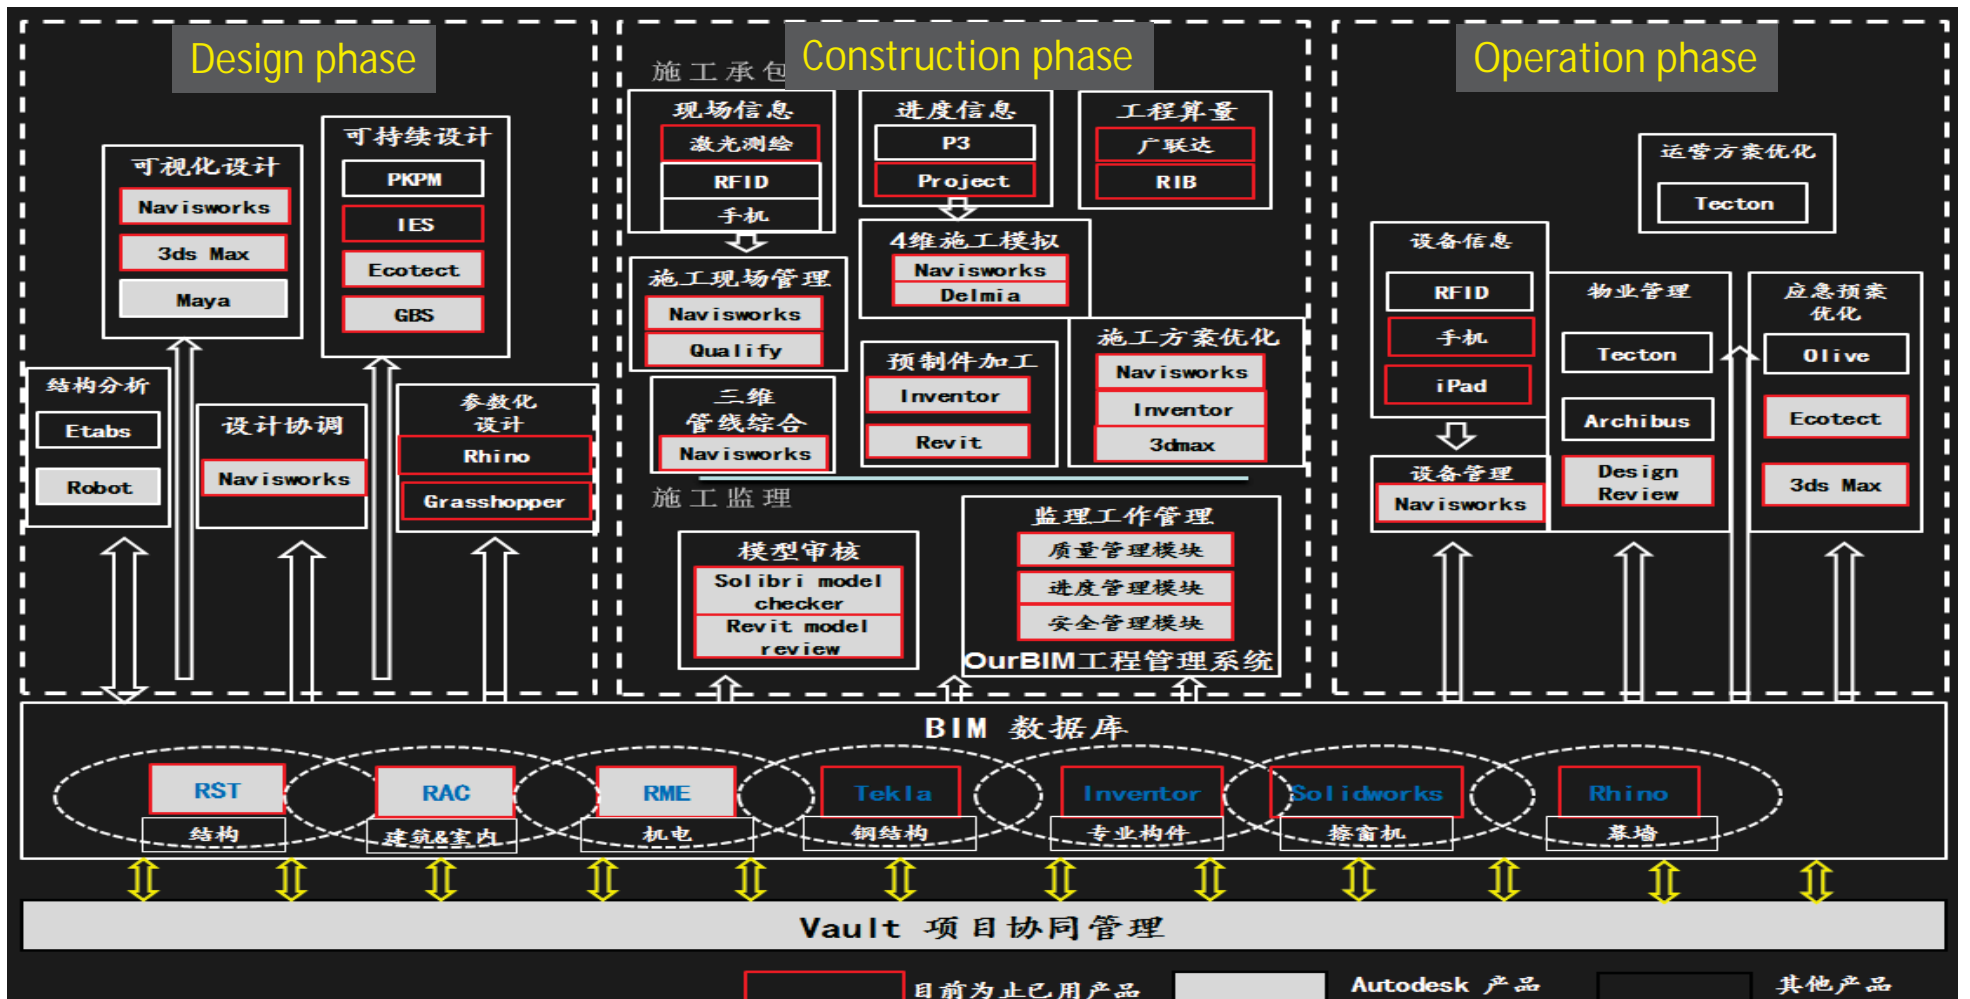 Design phase
可视化设计
Navisworks
3ds Max
Maya
可持续设计
PKPM
IES
Ecotect
GBS
结构分析
Etabs
Robot
设计协调
Navisworks
参数化
设计
Rhino
Grasshopper
Construction phase
施工承包
现场信息
激光测绘
RFID
手机
进度信息
P3
Project
工程算量
广联达
RIB
施工现场管理
Navisworks
Qualify
4维施工模拟
Navisworks
Delmia
三维
管线综合
Navisworks
预制件加工
Inventor
Revit
施工方案优化
Navisworks
Inventor
3dmax
施工监理
模型审核
Solibri model
checker
Revit model
review
监理工作管理
质量管理模块
进度管理模块
安全管理模块
OurBIM工程管理系统
Operation phase
运营方案优化
Tecton
设备信息
RFID
手机
iPad
设备管理
Navisworks
物业管理
Tecton
Archibus
Design
Review
应急预案
优化
Olive
Ecotect
3ds Max
BIM 数据库
RST
结构
RAC
建筑&室内
RME
机电
Tekla
钢结构
Inventor
专业构件
Solidworks
擦窗机
Rhino
幕墙
Vault 项目协同管理
目前为止已用产品
Autodesk 产品
其他产品